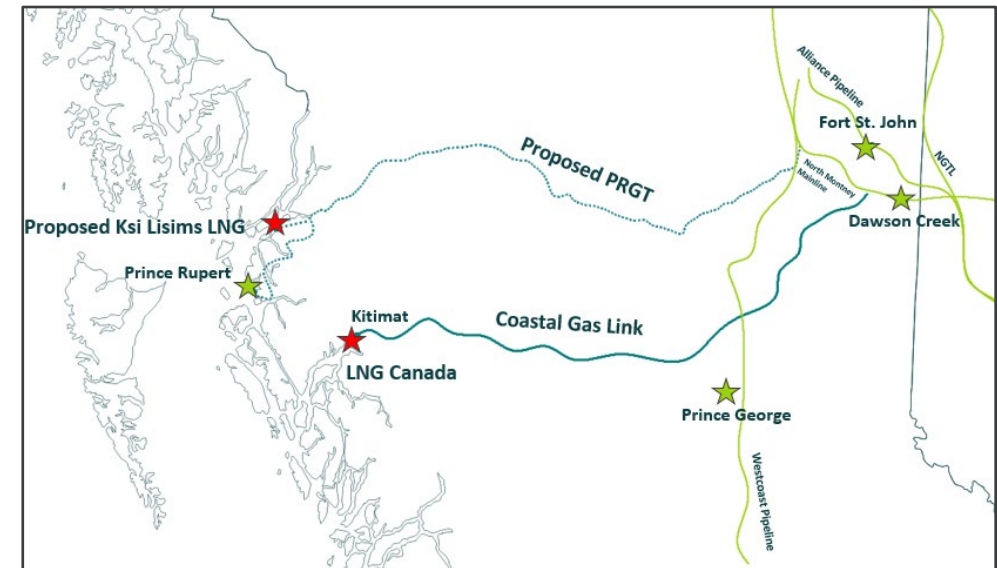 Alliance Pipeline
Fort St. John
Proposed PRGT
North Montney
Mainline
NGTL
Dawson Creek
Proposed Ksi Lisims LNG
Prince Rupert
Kitimat
Coastal Gas Link
LNG Canada
Prince George
Westcoast Pipeline